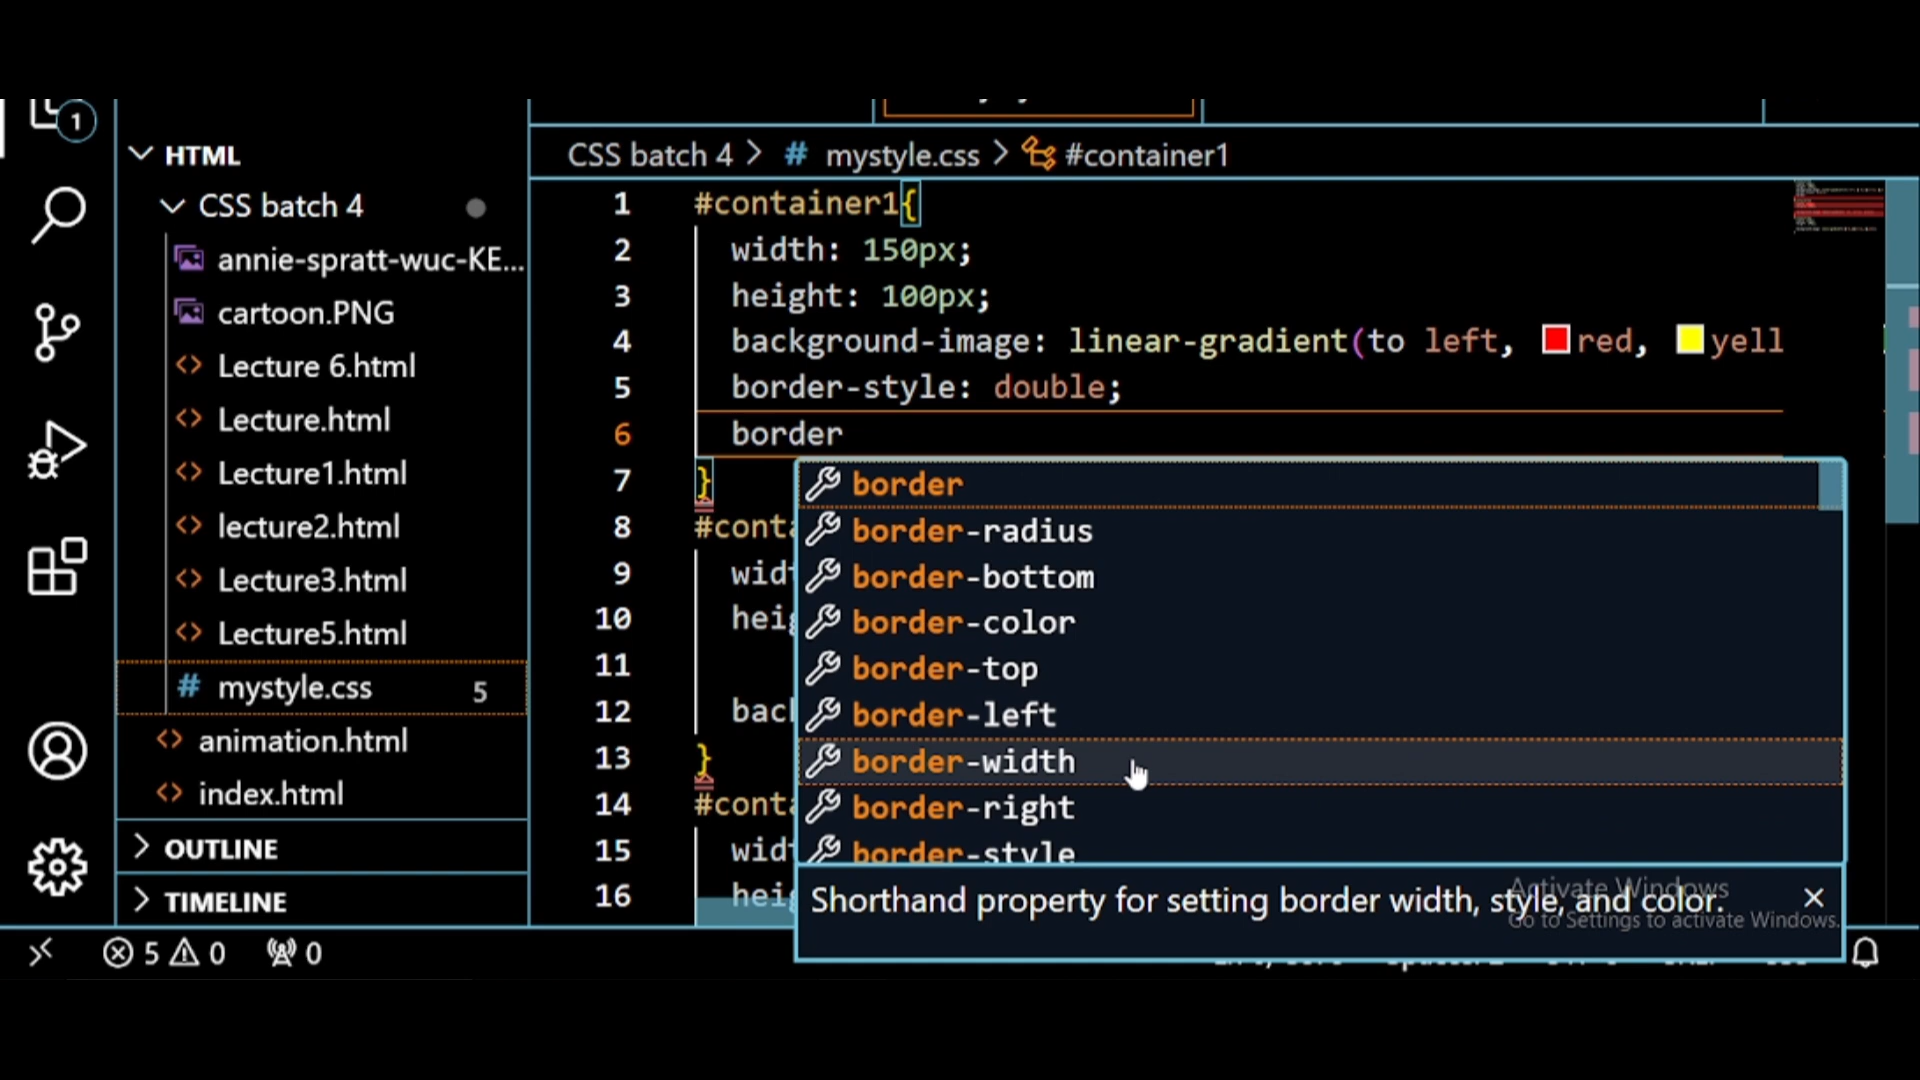 1
HTML
CSS batch 4
annie-spratt-wuc-KE...
cartoon.PNG
Lecture 6.html
Lecture.html
Lecture1.html
lecture2.html
Lecture3.html
Lecture5.html
mystyle.css 5
animation.html
index.html
OUTLINE
TIMELINE
5 0 0
CSS batch 4 > # mystyle.css > #container1
1 #container1{
2 width: 150px;
3 height: 100px;
4 background-image: linear-gradient(to left, red, yell
5 border-style: double;
6 border
7 }
8 #conta
9 widt
10 heig
11
12 bac
13 }
14 #conta
15 widt
16 heig
border
border-radius
border-bottom
border-color
border-top
border-left
border-width
border-right
border-style
Shorthand property for setting border width, style, and color.
Activate Windows
Go to Settings to activate Windows.